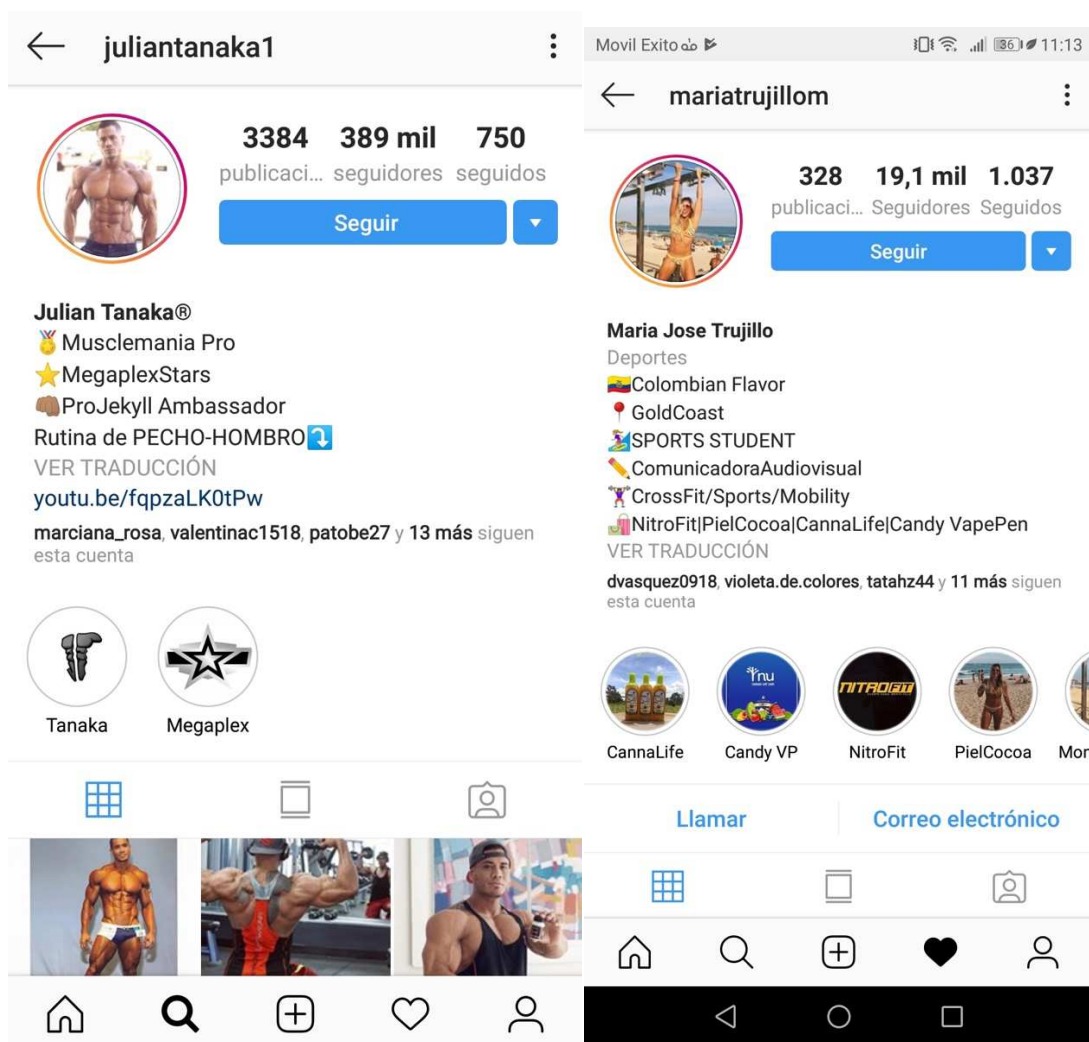 juliantanaka1
3384 389 mil 750
publicaci... seguidores seguidos
Seguir
Julian Tanaka®
🏅Musclemania Pro
⭐MegaplexStars
👊🏽ProJekyll Ambassador
Rutina de PECHO-HOMBRO⤵️
VER TRADUCCIÓN
youtu.be/fqpzaLK0tPw
marciana_rosa, valentinac1518, patobe27 y 13 más siguen
esta cuenta
Tanaka Megaplex
Movil Exito 36 11:13
mariatrujillom
328 19,1 mil 1.037
publicaci... Seguidores Seguidos
Seguir
Maria Jose Trujillo
Deportes
🇪🇨Colombian Flavor
📍GoldCoast
🏄‍♀️SPORTS STUDENT
✏️ComunicadoraAudiovisual
🏋️‍♀️CrossFit/Sports/Mobility
🛍️NitroFit|PielCocoa|CannaLife|Candy VapePen
VER TRADUCCIÓN
dvasquez0918, violeta.de.colores, tatahz44 y 11 más siguen
esta cuenta
nu
NITROFIT
CannaLife Candy VP NitroFit PielCocoa Mor
Llamar Correo electrónico